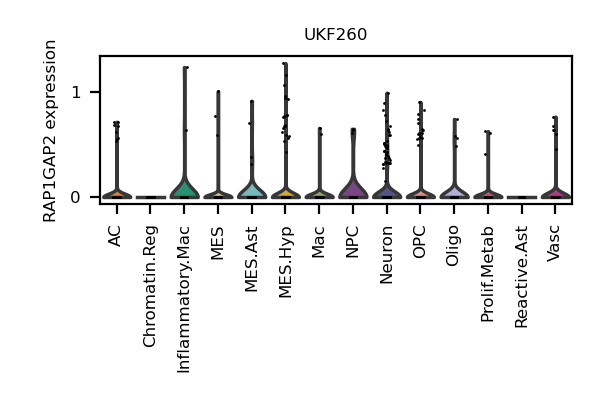 UKF260
RAP1GAP2 expression
1
0
AC
Chromatin.Reg
Inflammatory.Mac
MES
MES.Ast
MES.Hyp
Mac
NPC
Neuron
OPC
Oligo
Prolif.Metab
Reactive.Ast
Vasc